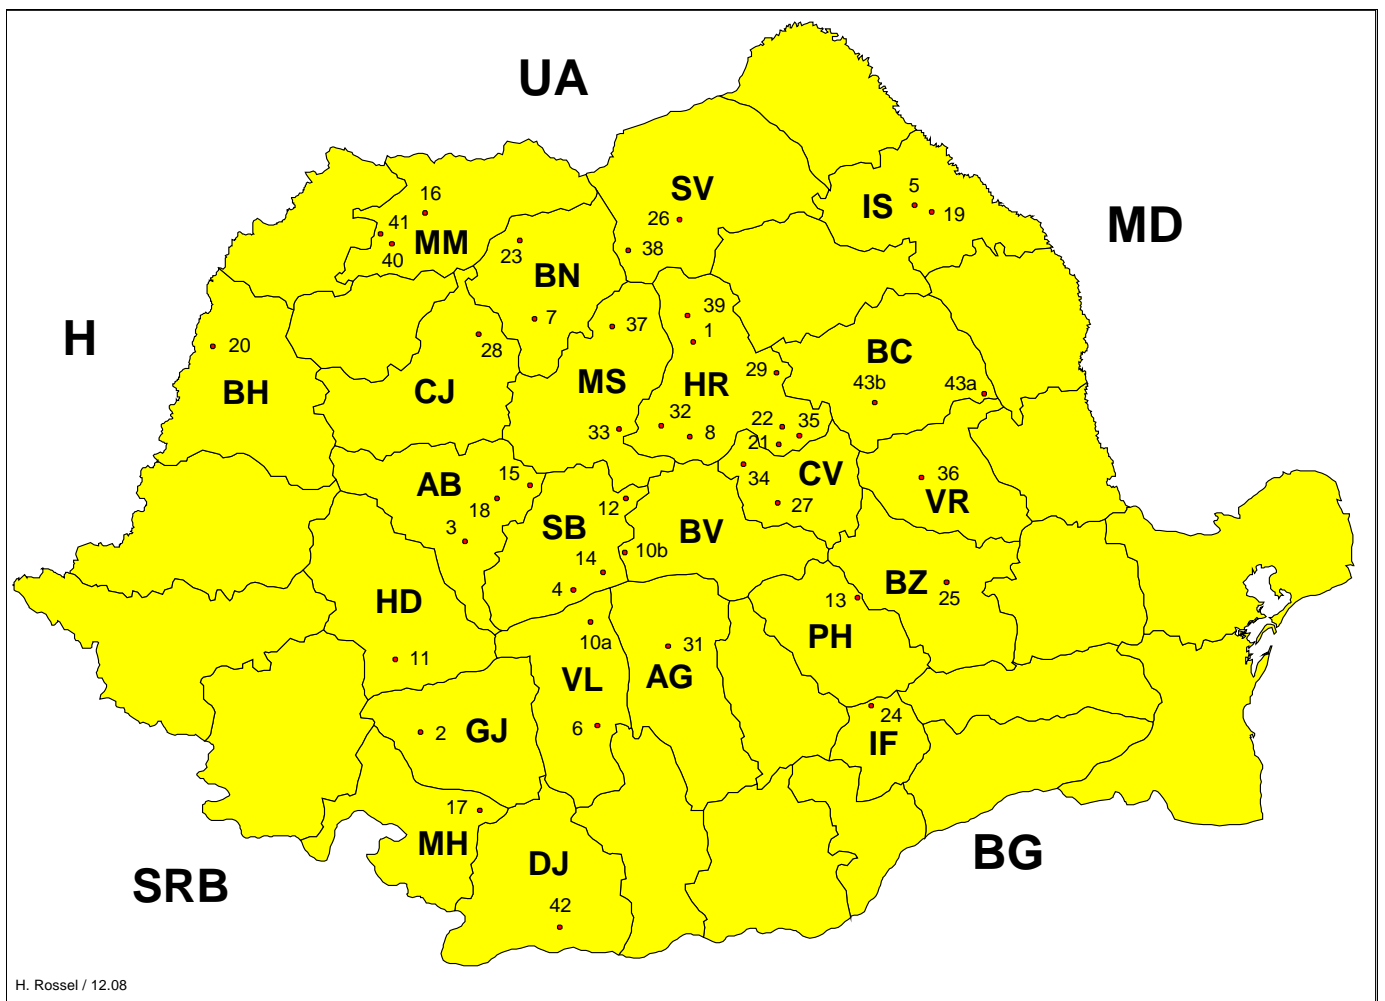 UA
SV
IS
5
19
MD
16
41
MM
40
26
38
23
BN
7
37
39
1
H
20
BH
28
CJ
MS
HR
29
BC
43b
43a
32
33
8
22
35
21
AB
15
18
3
34
CV
27
36
VR
12
SB
10b
BV
14
4
HD
BZ
25
13
PH
11
10a
31
VL
AG
2
GJ
6
24
IF
17
MH
DJ
42
BG
SRB
H. Rossel / 12.08